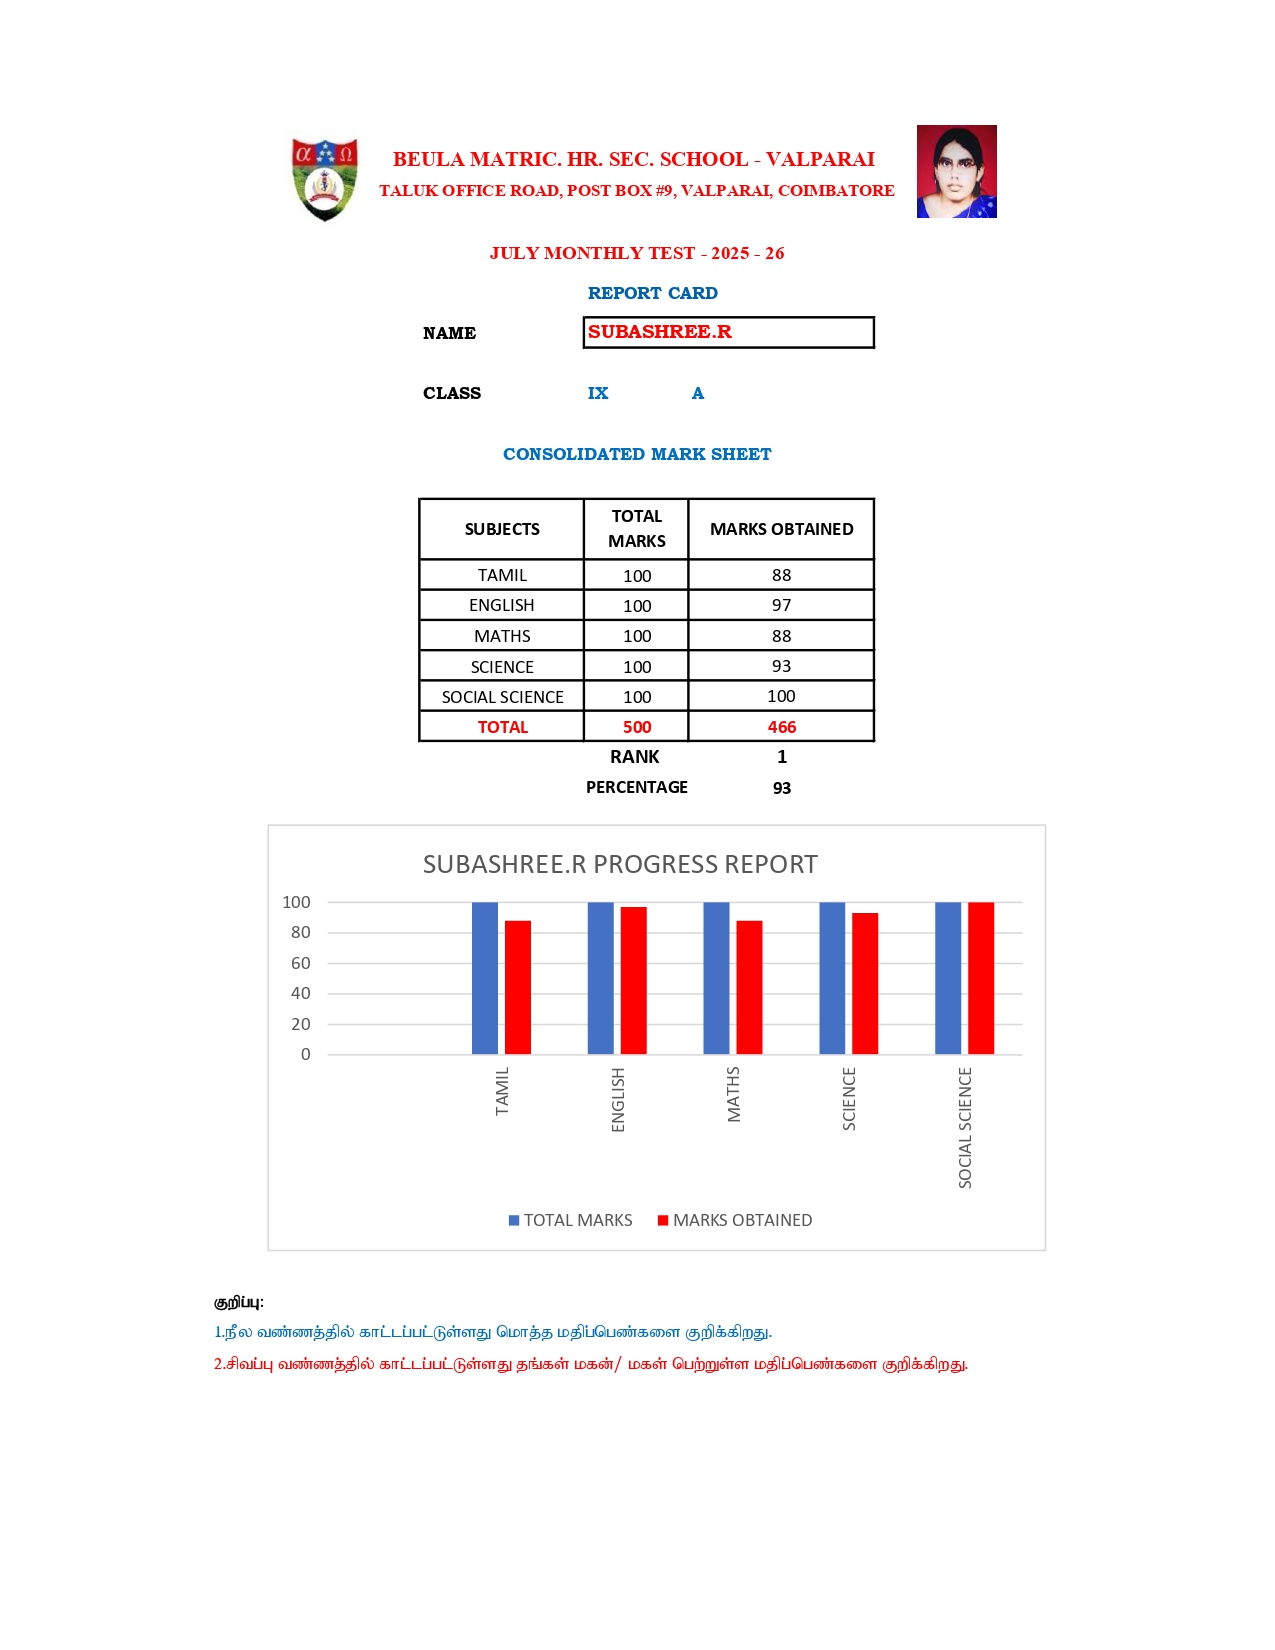 α Ω
BEULA MATRIC. HR. SEC. SCHOOL - VALPARAI
TALUK OFFICE ROAD, POST BOX #9, VALPARAI, COIMBATORE
JULY MONTHLY TEST - 2025 - 26
REPORT CARD
NAME SUBASHREE.R
CLASS IX A
CONSOLIDATED MARK SHEET
SUBJECTS TOTAL MARKS MARKS OBTAINED
TAMIL 100 88
ENGLISH 100 97
MATHS 100 88
SCIENCE 100 93
SOCIAL SCIENCE 100 100
TOTAL 500 466
RANK 1
PERCENTAGE 93
SUBASHREE.R PROGRESS REPORT
100
80
60
40
20
0
TAMIL ENGLISH MATHS SCIENCE SOCIAL SCIENCE
TOTAL MARKS MARKS OBTAINED
குறிப்பு:
1.நீல வண்ணத்தில் காட்டப்பட்டுள்ளது மொத்த மதிப்பெண்களை குறிக்கிறது.
2.சிவப்பு வண்ணத்தில் காட்டப்பட்டுள்ளது தங்கள் மகன்/ மகள் பெற்றுள்ள மதிப்பெண்களை குறிக்கிறது.